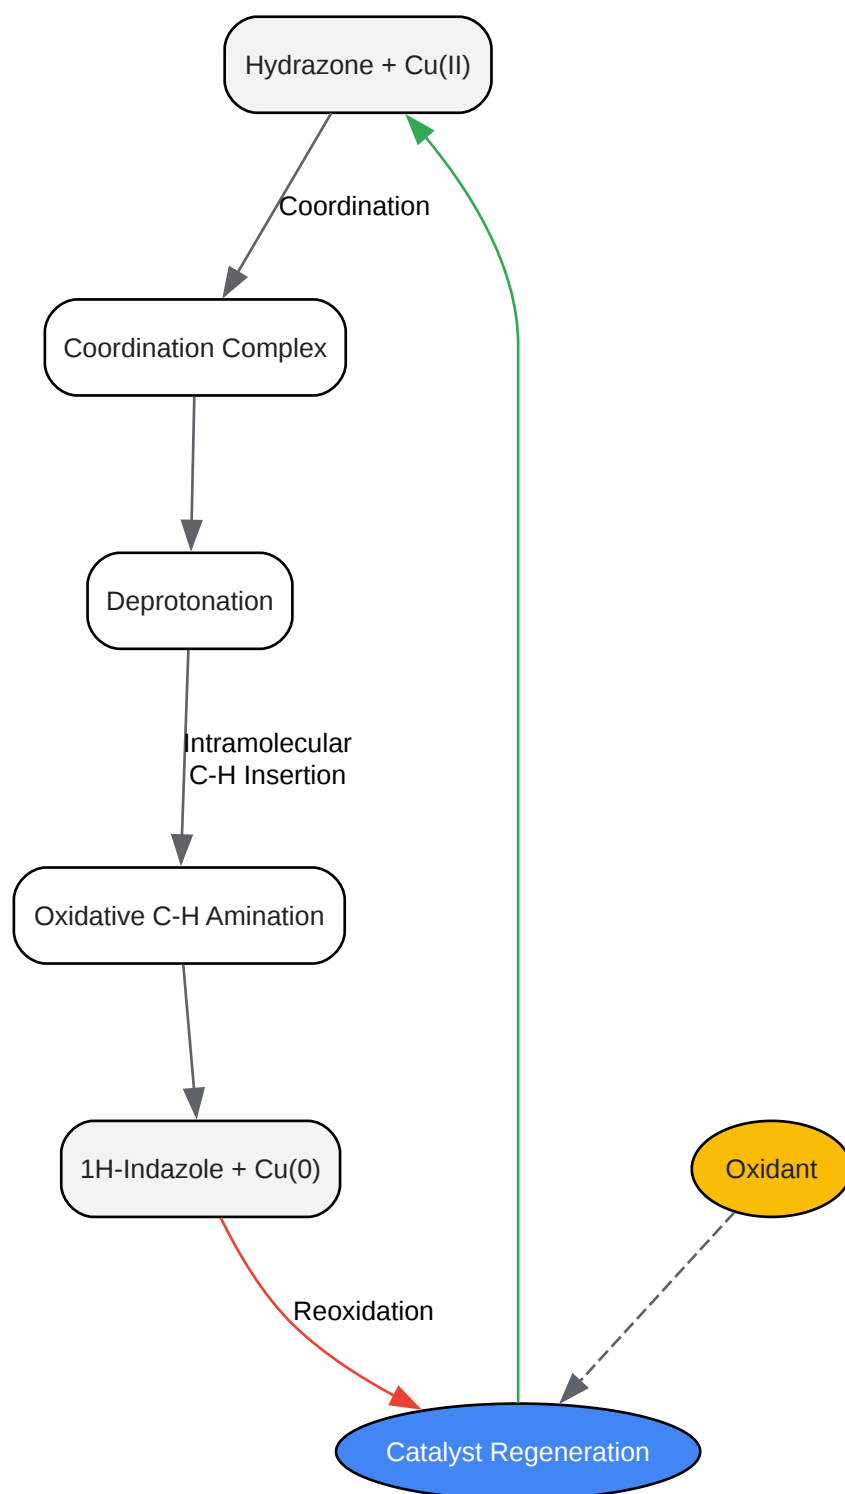 Hydrazone + Cu(II)
Coordination
Coordination Complex
Deprotonation
Intramolecular
C-H Insertion
Oxidative C-H Amination
1H-Indazole + Cu(0)
Oxidant
Reoxidation
Catalyst Regeneration